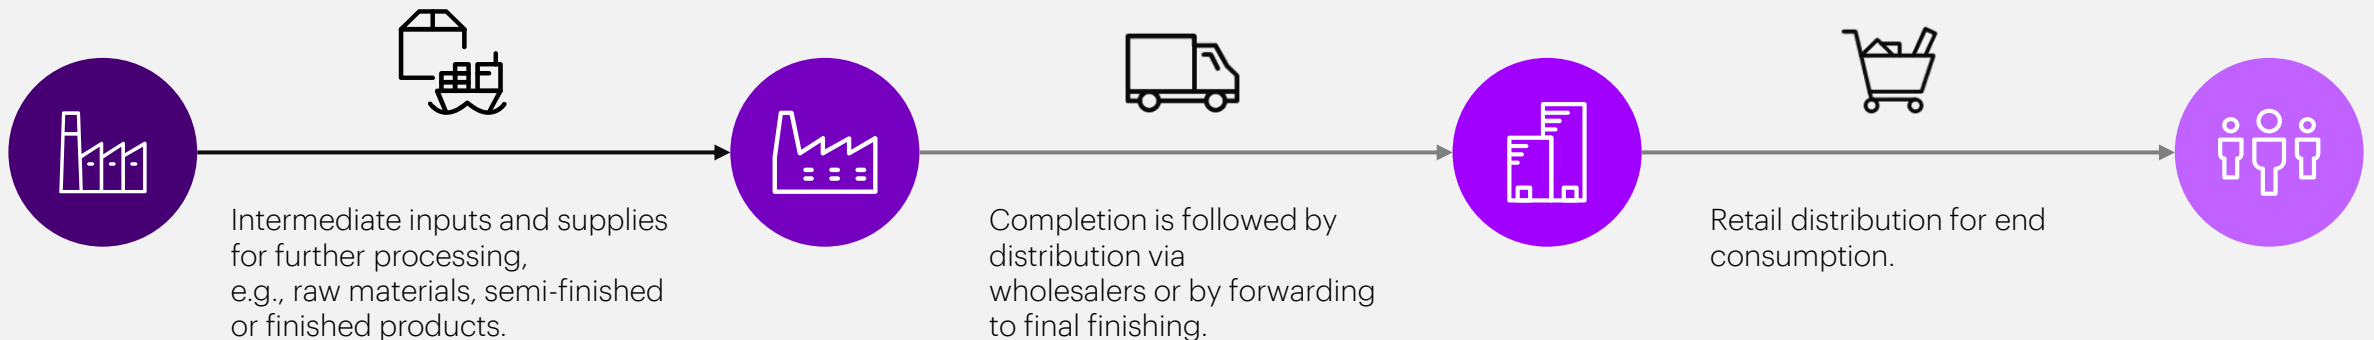 Intermediate inputs and supplies
for further processing,
e.g., raw materials, semi-finished
or finished products.
Completion is followed by
distribution via
wholesalers or by forwarding
to final finishing.
Retail distribution for end
consumption.